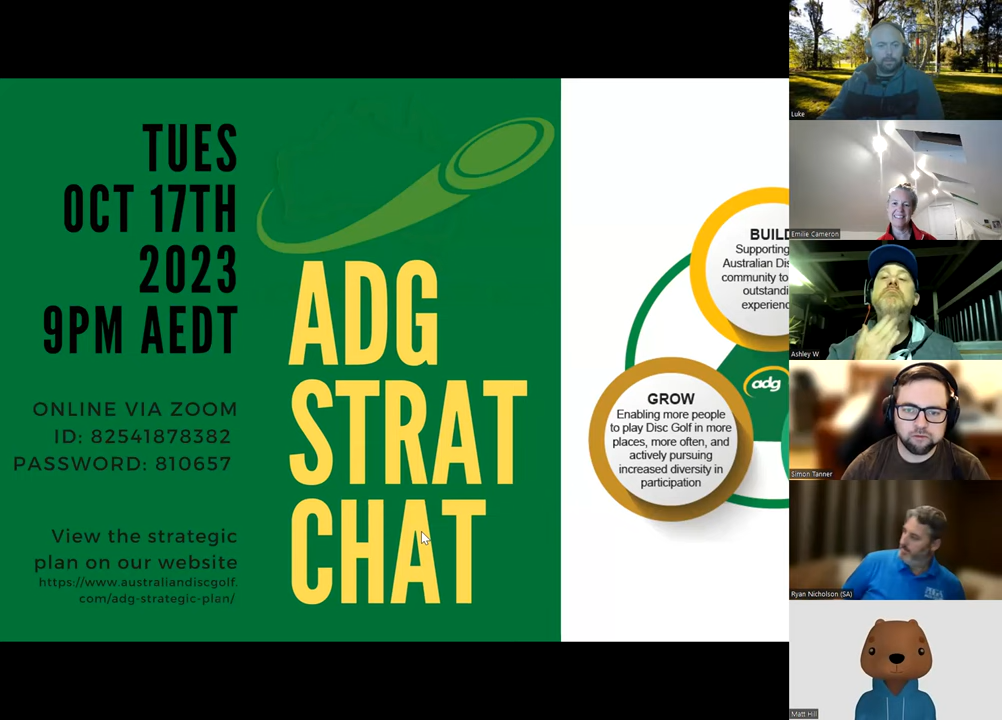 TUES
OCT 17TH
2023
9PM AEDT
ONLINE VIA ZOOM
ID: 82541878382
PASSWORD: 810657
View the strategic
plan on our website
https://www.australiandiscgolf.
com/adg-strategic-plan/
ADG
STRAT
CHAT
BUILD
Supporting
Australian Dis
community to
outstandi
experienc
adg
GROW
Enabling more people
to play Disc Golf in more
places, more often, and
actively pursuing
increased diversity in
participation
Luke
Emilie Cameron
Ashley W
Simon Tanner
Ryan Nicholson (SA)
Matt Hill